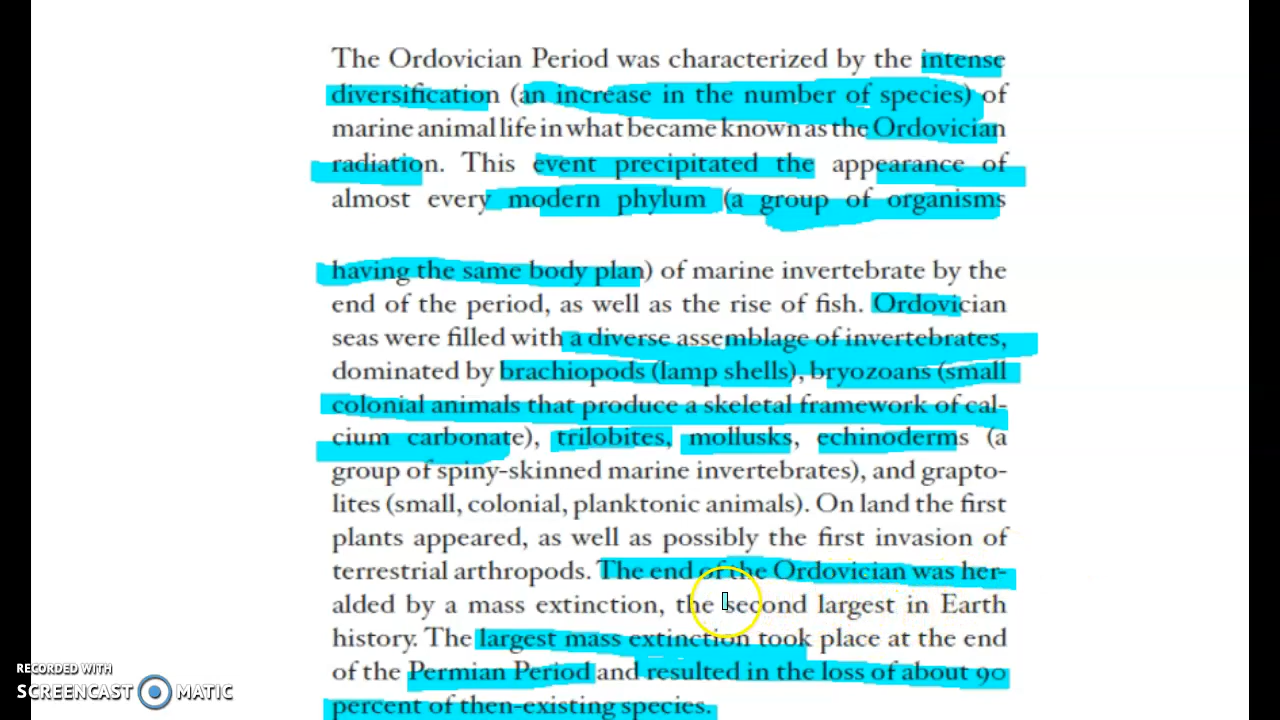 The Ordovician Period was characterized by the intense
diversification (an increase in the number of species) of
marine animal life in what became known as the Ordovician
radiation. This event precipitated the appearance of
almost every modern phylum (a group of organisms
having the same body plan) of marine invertebrate by the
end of the period, as well as the rise of fish. Ordovician
seas were filled with a diverse assemblage of invertebrates,
dominated by brachiopods (lamp shells), bryozoans (small
colonial animals that produce a skeletal framework of cal-
cium carbonate), trilobites, mollusks, echinoderms (a
group of spiny-skinned marine invertebrates), and grapto-
lites (small, colonial, planktonic animals). On land the first
plants appeared, as well as possibly the first invasion of
terrestrial arthropods. The end of the Ordovician was her-
alded by a mass extinction, the second largest in Earth
history. The largest mass extinction took place at the end
of the Permian Period and resulted in the loss of about 90
percent of then-existing species.
RECORDED WITH
SCREENCAST MATIC